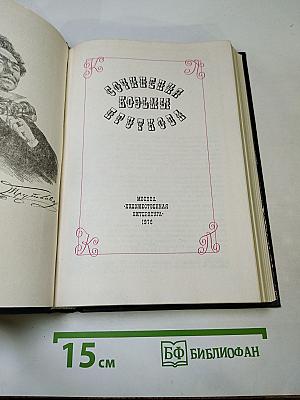 К П
СОЧИНЕНИЯ
КОЗЬМЫ
ПРУТКОВА
МОСКВА
«ХУДОЖЕСТВЕННАЯ
ЛИТЕРАТУРА»
1976
К П
15 см
БФ БИБЛИОФАН